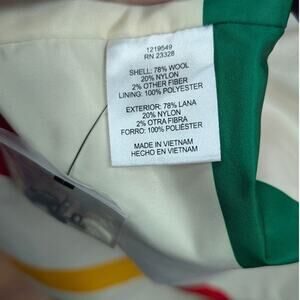 1219549
RN 23328
SHELL: 78% WOOL
20% NYLON
2% OTHER FIBER
LINING: 100% POLYESTER
EXTERIOR: 78% LANA
20% NYLON
2% OTRA FIBRA
FORRO: 100% POLIÉSTER
MADE IN VIETNAM
HECHO EN VIETNAM